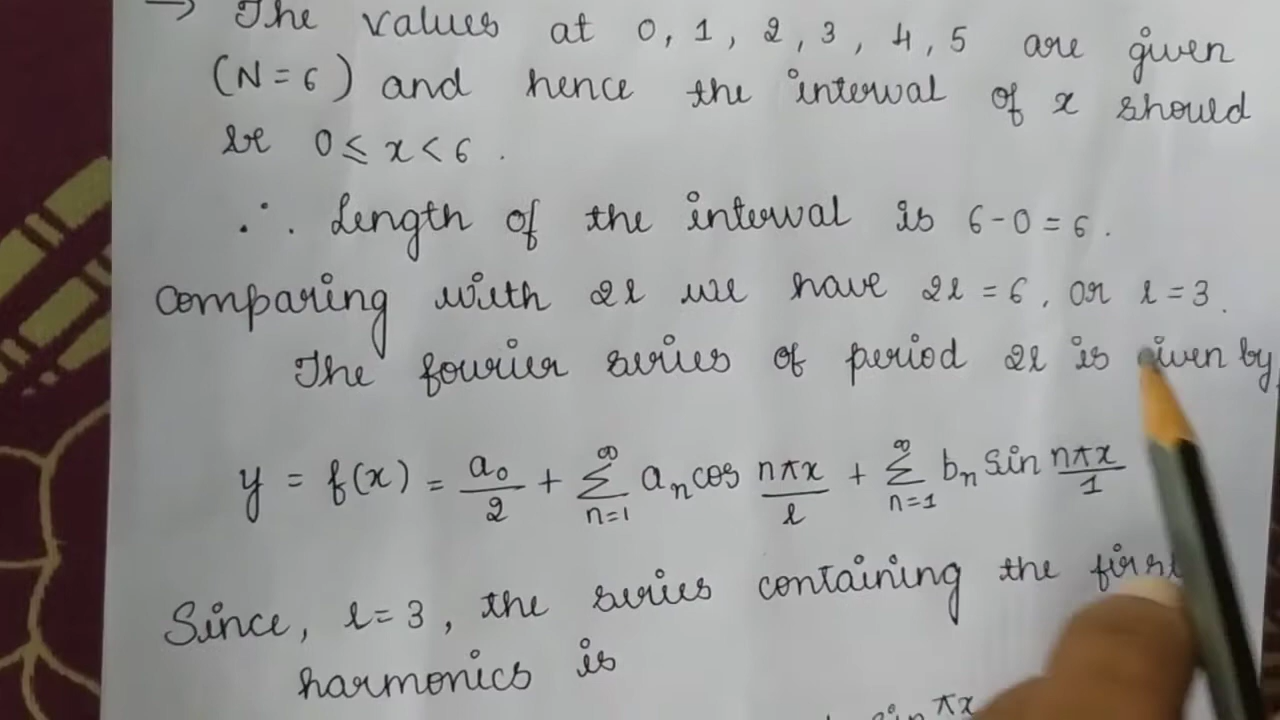 → The values at 0, 1, 2, 3, 4, 5 are given
(N = 6) and hence the interval of x should
be 0 ≤ x < 6 .
∴ Length of the interval is 6 - 0 = 6 .
Comparing with 2l we have 2l = 6, or l = 3 .
The fourier series of period 2l is given by
y = f(x) = a₀/2 + ∞ Σ n=1 aₙ cos nπx/l + ∞ Σ n=1 bₙ sin nπx/1
Since, l = 3 , the series containing the first
harmonics is
sin πx